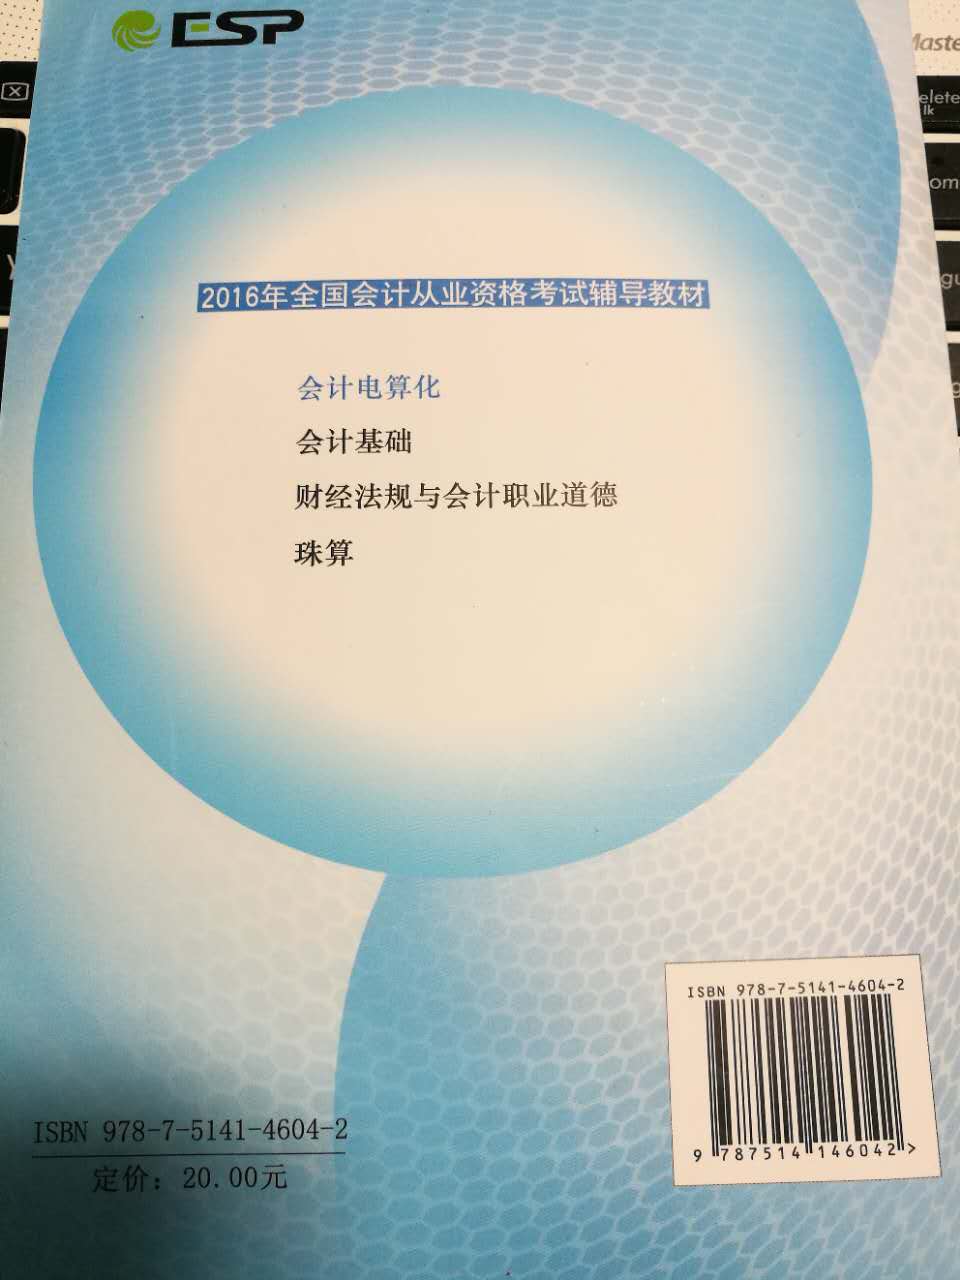 ESP
2016年全国会计从业资格考试辅导教材
会计电算化
会计基础
财经法规与会计职业道德
珠算
ISBN 978-7-5141-4604-2
9 787514 146042 >
ISBN 978-7-5141-4604-2
定价：20.00元